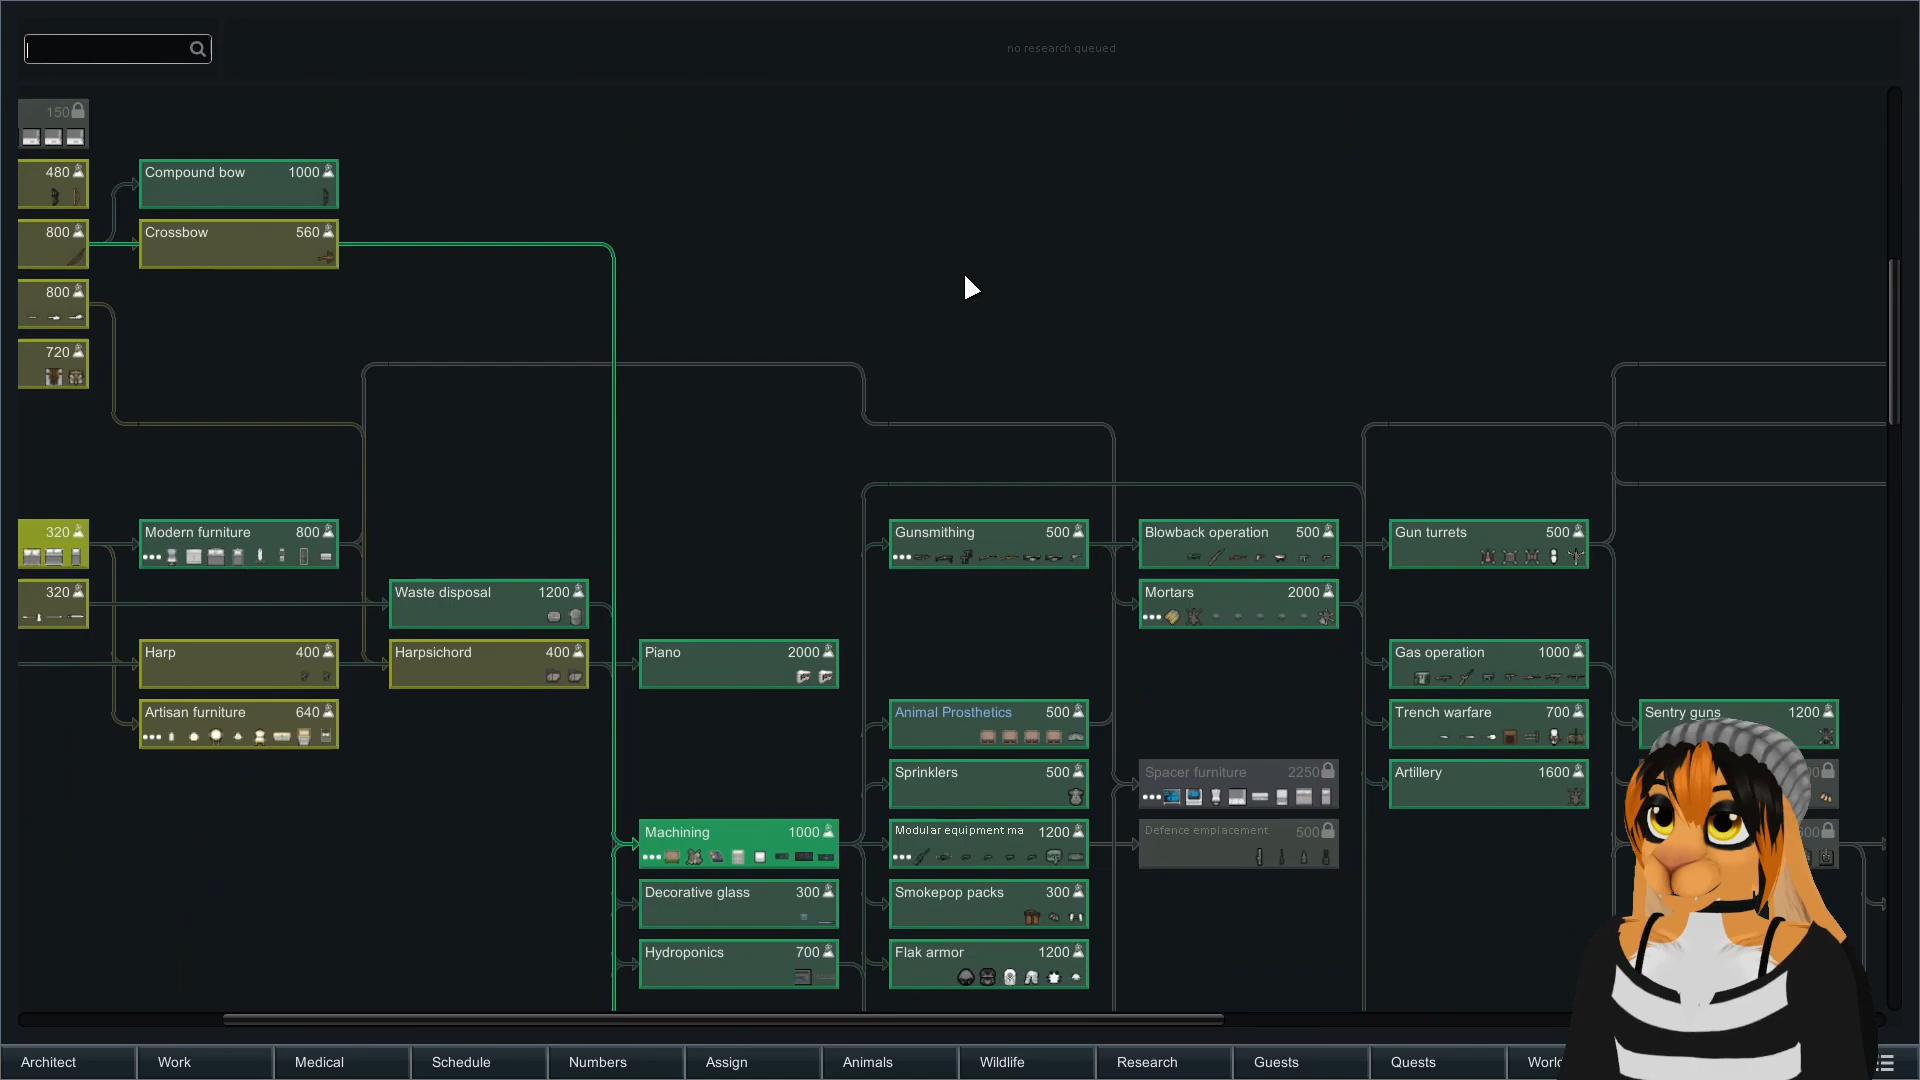 no research queued
150
480
Compound bow 1000
800
Crossbow 560
800
720
320
Modern furniture 800
Gunsmithing 500
Blowback operation 500
Gun turrets 500
320
Waste disposal 1200
Mortars 2000
Harp 400
Harpsichord 400
Piano 2000
Gas operation 1000
Artisan furniture 640
Animal Prosthetics 500
Trench warfare 700
Sentry guns 1200
Sprinklers 500
Spacer furniture 2250
Artillery 1600
Machining 1000
Modular equipment ma 1200
Defence emplacement 500
Decorative glass 300
Smokepop packs 300
Hydroponics 700
Flak armor 1200
Architect Work Medical Schedule Numbers Assign Animals Wildlife Research Guests Quests